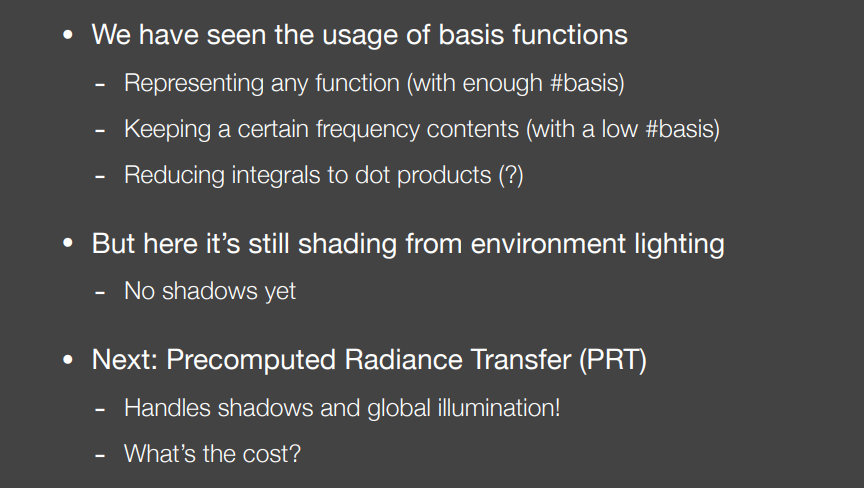 • We have seen the usage of basis functions
- Representing any function (with enough #basis)
- Keeping a certain frequency contents (with a low #basis)
- Reducing integrals to dot products (?)
• But here it’s still shading from environment lighting
- No shadows yet
• Next: Precomputed Radiance Transfer (PRT)
- Handles shadows and global illumination!
- What’s the cost?